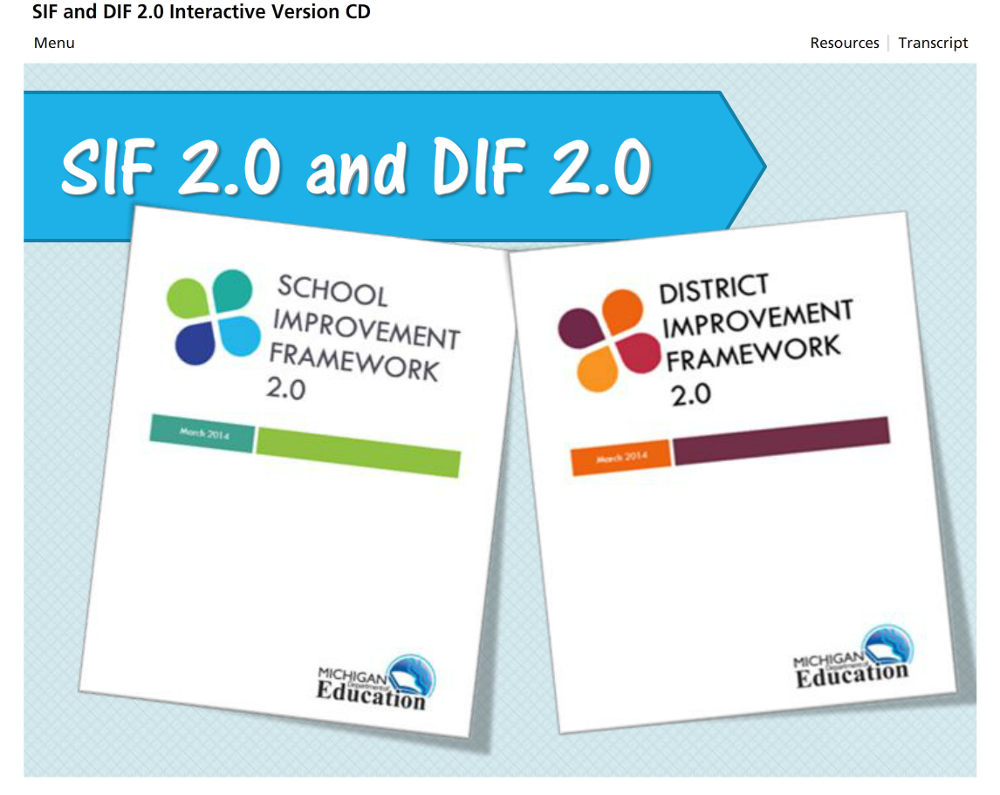 SIF and DIF 2.0 Interactive Version CD
Menu
Resources
Transcript
SIF 2.0 and DIF 2.0
SCHOOL
IMPROVEMENT
FRAMEWORK
2.0
March 2014
MICHIGAN
Department of
Education
DISTRICT
IMPROVEMENT
FRAMEWORK
2.0
March 2014
MICHIGAN
Department of
Education